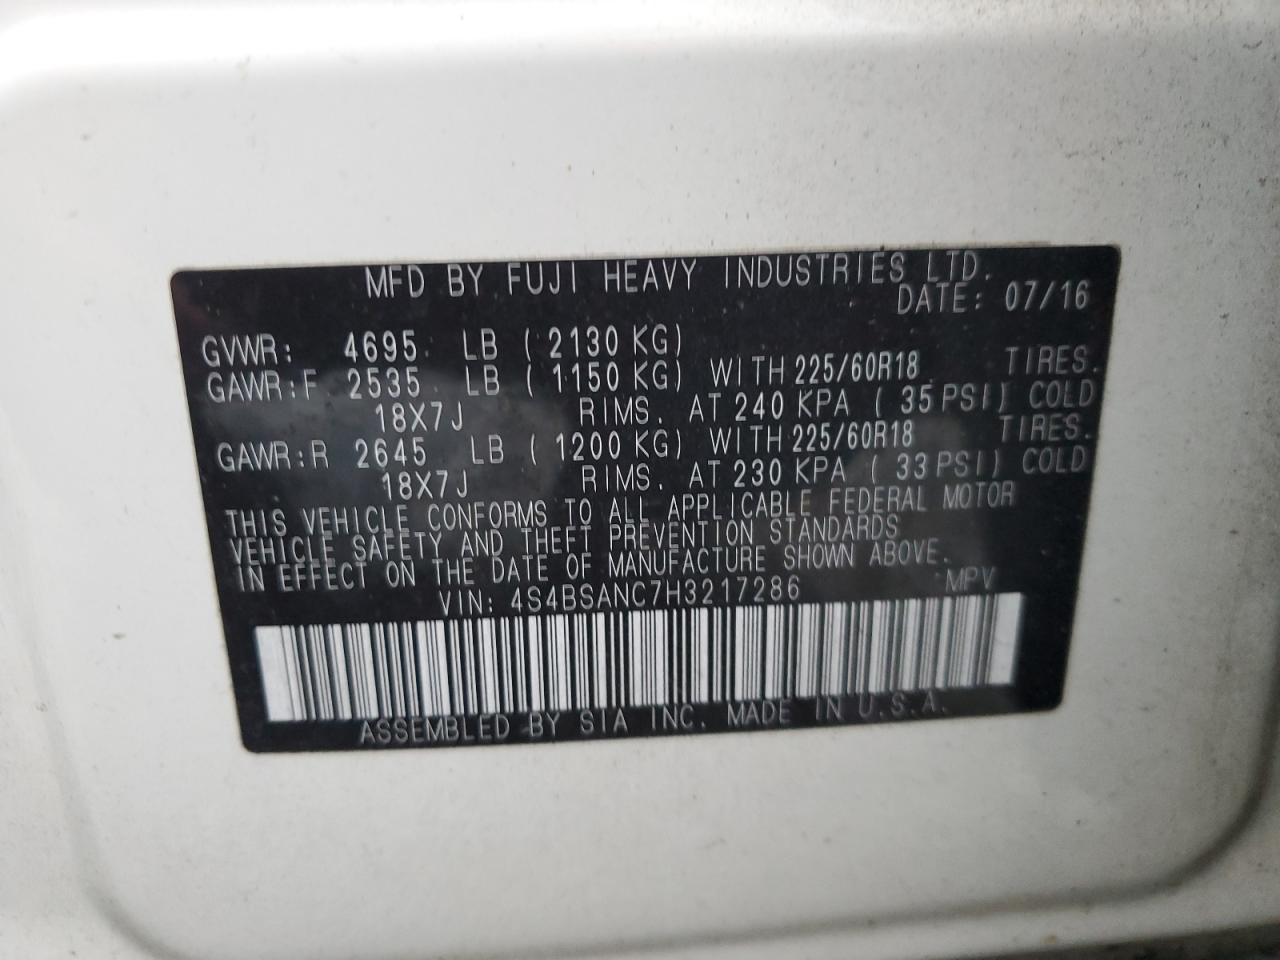 MFD BY FUJI HEAVY INDUSTRIES LTD.
DATE: 07/16
GVWR: 4695 LB ( 2130 KG)
GAWR:F 2535 LB ( 1150 KG) WITH 225/60R18 TIRES.
18X7J RIMS. AT 240 KPA ( 35 PSI) COLD
GAWR:R 2645 LB ( 1200 KG) WITH 225/60R18 TIRES.
18X7J RIMS. AT 230 KPA ( 33 PSI) COLD
THIS VEHICLE CONFORMS TO ALL APPLICABLE FEDERAL MOTOR
VEHICLE SAFETY AND THEFT PREVENTION STANDARDS
IN EFFECT ON THE DATE OF MANUFACTURE SHOWN ABOVE.
VIN: 4S4BSANC7H3217286 MPV
ASSEMBLED BY SIA INC. MADE IN U.S.A.